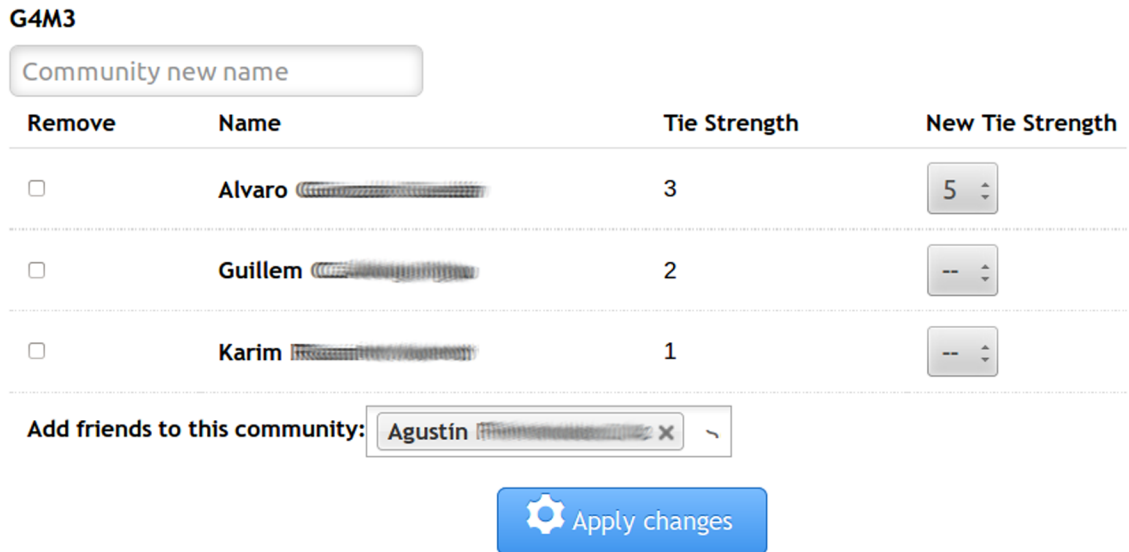 G4M3
Community new name
Remove Name Tie Strength New Tie Strength
Alvaro 3 5
Guillem 2 --
Karim 1 --
Add friends to this community: Agustín ×
Apply changes